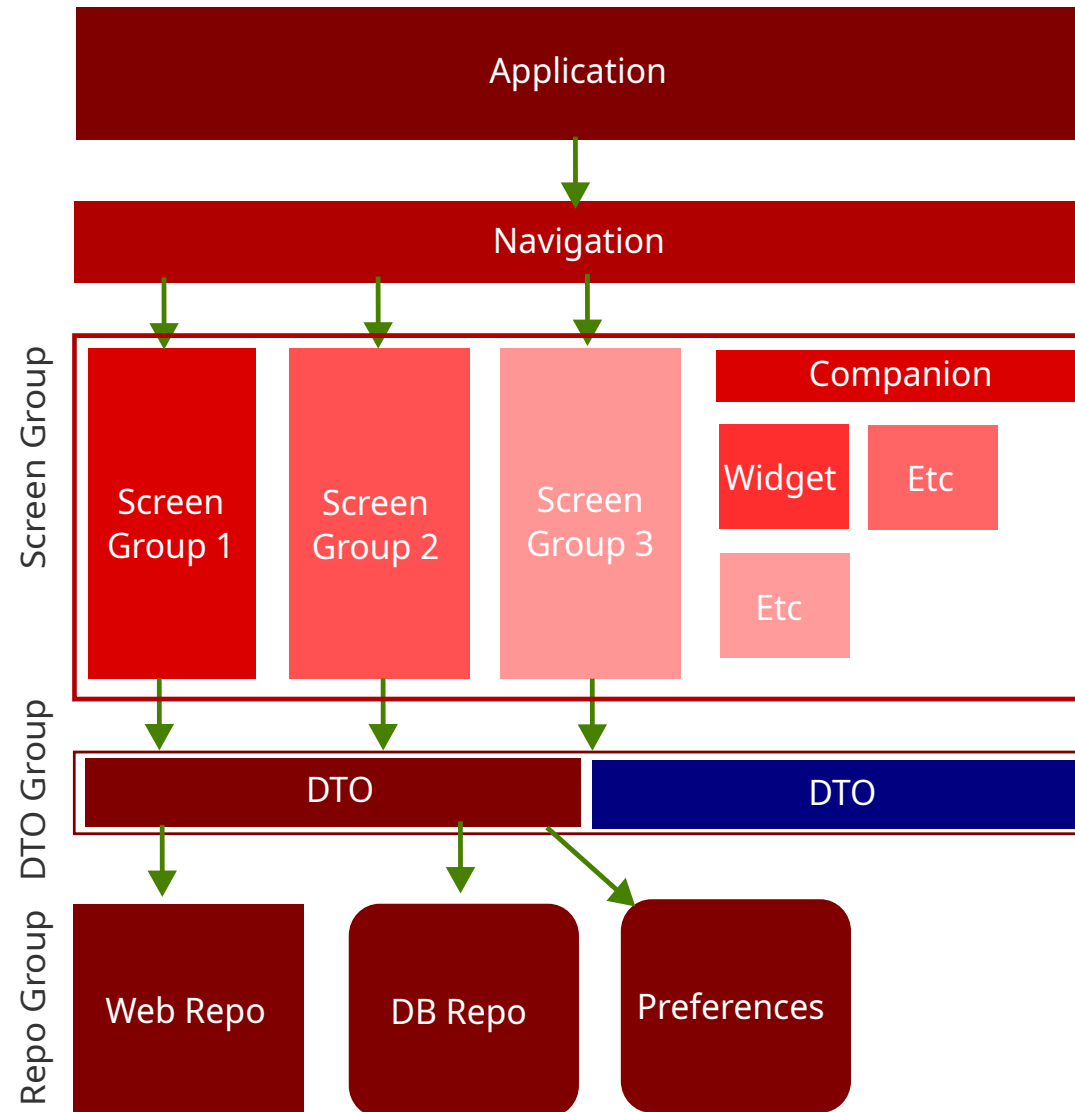 Application
Navigation
Screen Group
Screen
Group 1
Screen
Group 2
Screen
Group 3
Companion
Widget
Etc
Etc
DTO Group
DTO
DTO
Repo Group
Web Repo
DB Repo
Preferences